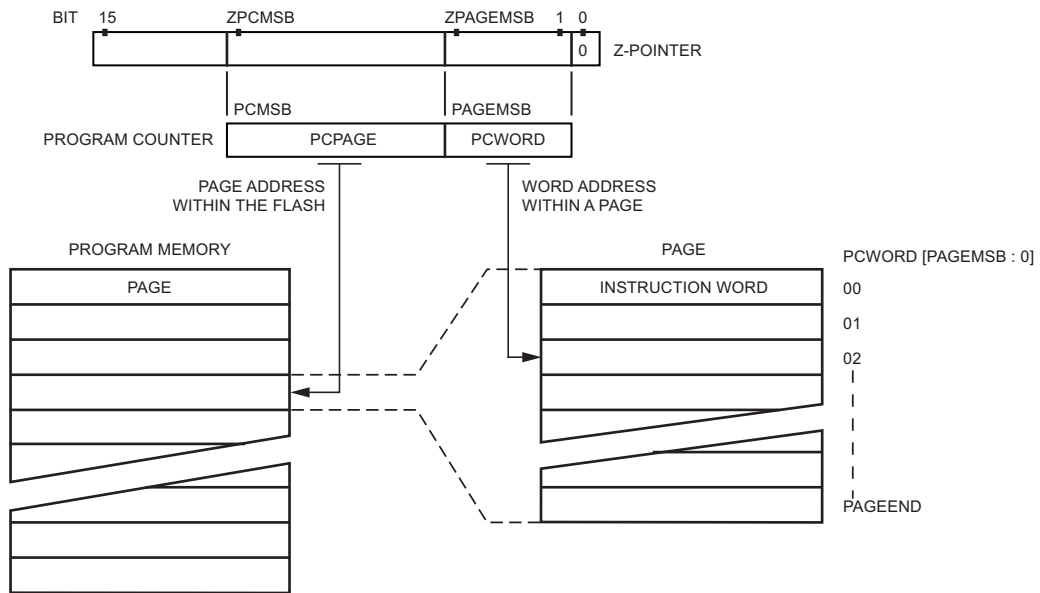 BIT 15 ZPCMSB ZPAGEMSB 1 0
0 Z-POINTER
PCMSB PAGEMSB
PROGRAM COUNTER PCPAGE PCWORD
PAGE ADDRESS
WITHIN THE FLASH
WORD ADDRESS
WITHIN A PAGE
PROGRAM MEMORY
PAGE
PAGE
INSTRUCTION WORD
PCWORD [PAGEMSB : 0]
00
01
02
PAGEEND